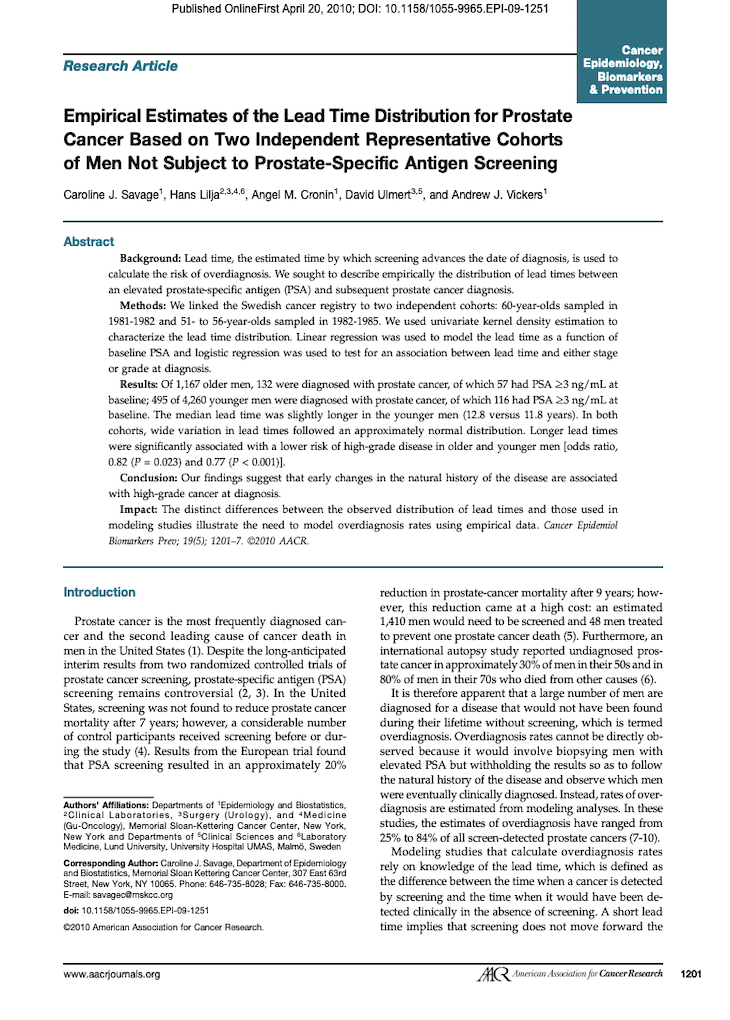 Published OnlineFirst April 20, 2010; DOI: 10.1158/1055-9965.EPI-09-1251
Research Article
Cancer
Epidemiology,
Biomarkers
& Prevention
Empirical Estimates of the Lead Time Distribution for Prostate
Cancer Based on Two Independent Representative Cohorts
of Men Not Subject to Prostate-Specific Antigen Screening
Caroline J. Savage1, Hans Lilja2,3,4,6, Angel M. Cronin1, David Ulmert3,5, and Andrew J. Vickers1
Abstract
Background: Lead time, the estimated time by which screening advances the date of diagnosis, is used to
calculate the risk of overdiagnosis. We sought to describe empirically the distribution of lead times between
an elevated prostate-specific antigen (PSA) and subsequent prostate cancer diagnosis.
Methods: We linked the Swedish cancer registry to two independent cohorts: 60-year-olds sampled in
1981-1982 and 51- to 56-year-olds sampled in 1982-1985. We used univariate kernel density estimation to
characterize the lead time distribution. Linear regression was used to model the lead time as a function of
baseline PSA and logistic regression was used to test for an association between lead time and either stage
or grade at diagnosis.
Results: Of 1,167 older men, 132 were diagnosed with prostate cancer, of which 57 had PSA ≥3 ng/mL at
baseline; 495 of 4,260 younger men were diagnosed with prostate cancer, of which 116 had PSA ≥3 ng/mL at
baseline. The median lead time was slightly longer in the younger men (12.8 versus 11.8 years). In both
cohorts, wide variation in lead times followed an approximately normal distribution. Longer lead times
were significantly associated with a lower risk of high-grade disease in older and younger men [odds ratio,
0.82 (P = 0.023) and 0.77 (P < 0.001)].
Conclusion: Our findings suggest that early changes in the natural history of the disease are associated
with high-grade cancer at diagnosis.
Impact: The distinct differences between the observed distribution of lead times and those used in
modeling studies illustrate the need to model overdiagnosis rates using empirical data. Cancer Epidemiol
Biomarkers Prev; 19(5); 1201–7. ©2010 AACR.
Introduction
Prostate cancer is the most frequently diagnosed can-
cer and the second leading cause of cancer death in
men in the United States (1). Despite the long-anticipated
interim results from two randomized controlled trials of
prostate cancer screening, prostate-specific antigen (PSA)
screening remains controversial (2, 3). In the United
States, screening was not found to reduce prostate cancer
mortality after 7 years; however, a considerable number
of control participants received screening before or dur-
ing the study (4). Results from the European trial found
that PSA screening resulted in an approximately 20%
Authors' Affiliations: Departments of 1Epidemiology and Biostatistics,
2Clinical Laboratories, 3Surgery (Urology), and 4Medicine
(Gu-Oncology), Memorial Sloan-Kettering Cancer Center, New York,
New York and Departments of 5Clinical Sciences and 6Laboratory
Medicine, Lund University, University Hospital UMAS, Malmö, Sweden
Corresponding Author: Caroline J. Savage, Department of Epidemiology
and Biostatistics, Memorial Sloan Kettering Cancer Center, 307 East 63rd
Street, New York, NY 10065. Phone: 646-735-8028; Fax: 646-735-8000.
E-mail: savagec@mskcc.org
doi: 10.1158/1055-9965.EPI-09-1251
©2010 American Association for Cancer Research.
reduction in prostate-cancer mortality after 9 years; how-
ever, this reduction came at a high cost: an estimated
1,410 men would need to be screened and 48 men treated
to prevent one prostate cancer death (5). Furthermore, an
international autopsy study reported undiagnosed pros-
tate cancer in approximately 30% of men in their 50s and in
80% of men in their 70s who died from other causes (6).
It is therefore apparent that a large number of men are
diagnosed for a disease that would not have been found
during their lifetime without screening, which is termed
overdiagnosis. Overdiagnosis rates cannot be directly ob-
served because it would involve biopsying men with
elevated PSA but withholding the results so as to follow
the natural history of the disease and observe which men
were eventually clinically diagnosed. Instead, rates of over-
diagnosis are estimated from modeling analyses. In these
studies, the estimates of overdiagnosis have ranged from
25% to 84% of all screen-detected prostate cancers (7-10).
Modeling studies that calculate overdiagnosis rates
rely on knowledge of the lead time, which is defined as
the difference between the time when a cancer is detected
by screening and the time when it would have been de-
tected clinically in the absence of screening. A short lead
time implies that screening does not move forward the
www.aacrjournals.org
AACR American Association for Cancer Research
1201